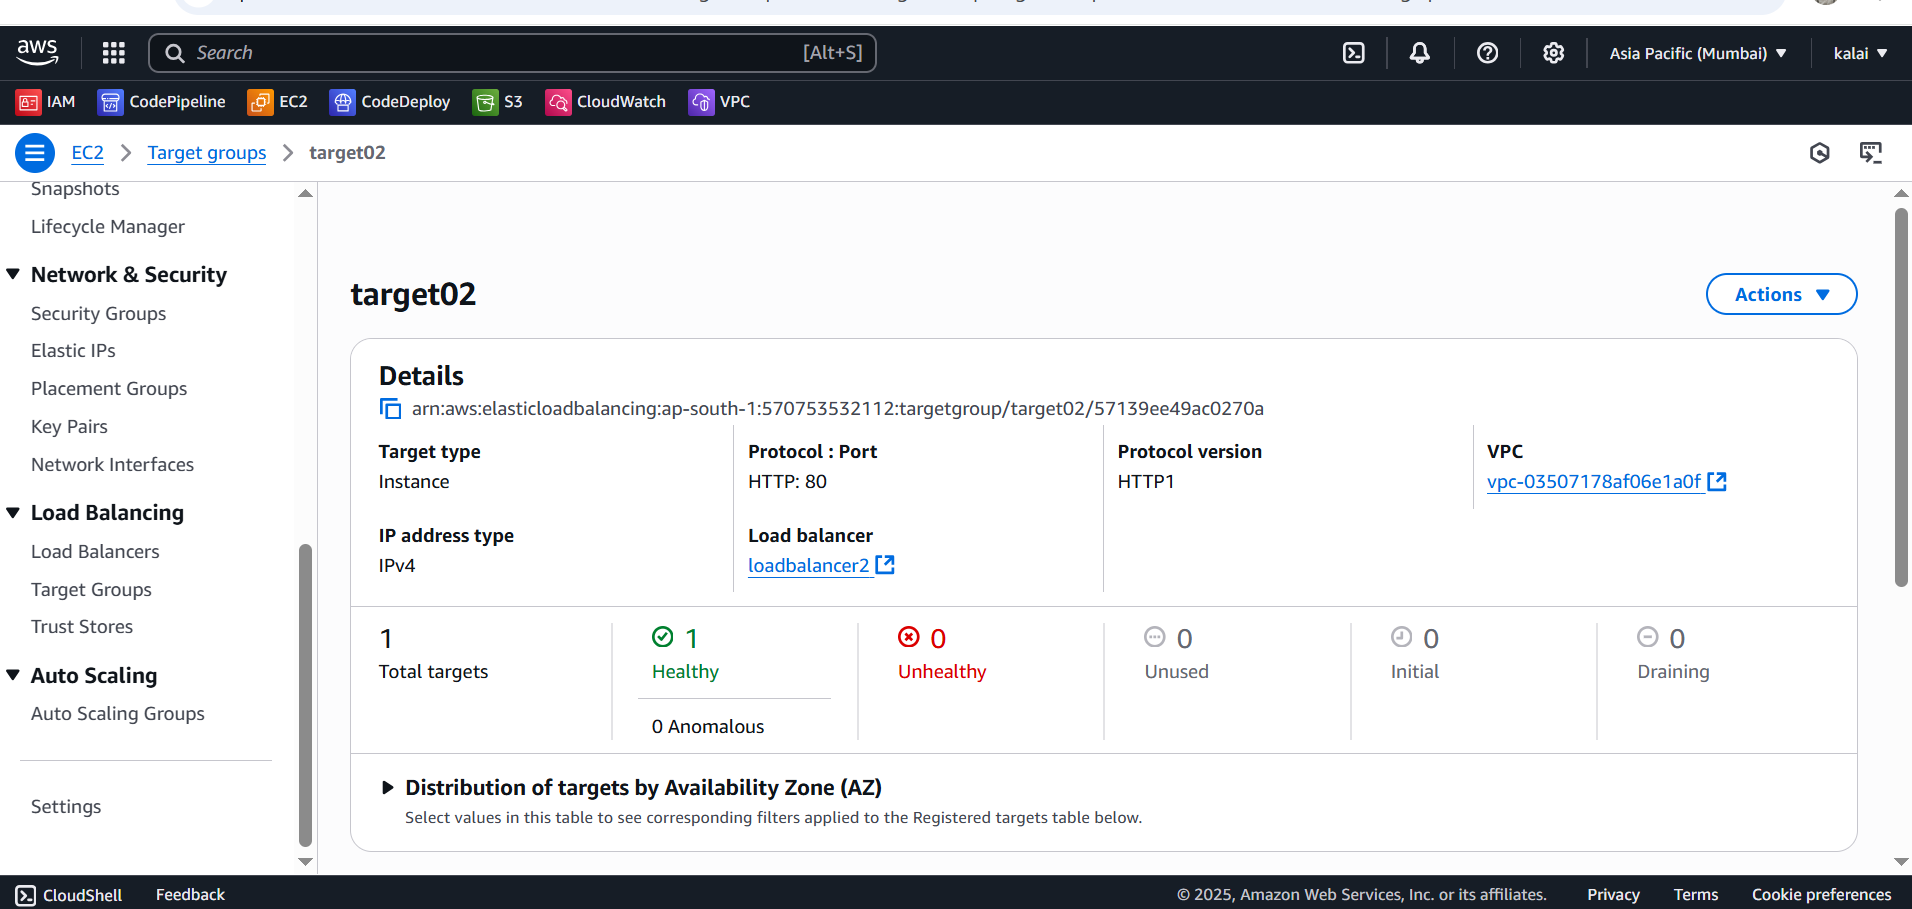 aws
Search [Alt+S]
Asia Pacific (Mumbai)
kalai
IAM
CodePipeline
EC2
CodeDeploy
S3
CloudWatch
VPC
EC2 > Target groups > target02
Snapshots
Lifecycle Manager
Network & Security
Security Groups
Elastic IPs
Placement Groups
Key Pairs
Network Interfaces
Load Balancing
Load Balancers
Target Groups
Trust Stores
Auto Scaling
Auto Scaling Groups
Settings
target02
Actions
Details
arn:aws:elasticloadbalancing:ap-south-1:570753532112:targetgroup/target02/57139ee49ac0270a
Target type
Instance
Protocol : Port
HTTP: 80
Protocol version
HTTP1
VPC
vpc-03507178af06e1a0f
IP address type
IPv4
Load balancer
loadbalancer2
1
Total targets
1
Healthy
0 Anomalous
0
Unhealthy
0
Unused
0
Initial
0
Draining
Distribution of targets by Availability Zone (AZ)
Select values in this table to see corresponding filters applied to the Registered targets table below.
CloudShell
Feedback
© 2025, Amazon Web Services, Inc. or its affiliates.
Privacy
Terms
Cookie preferences